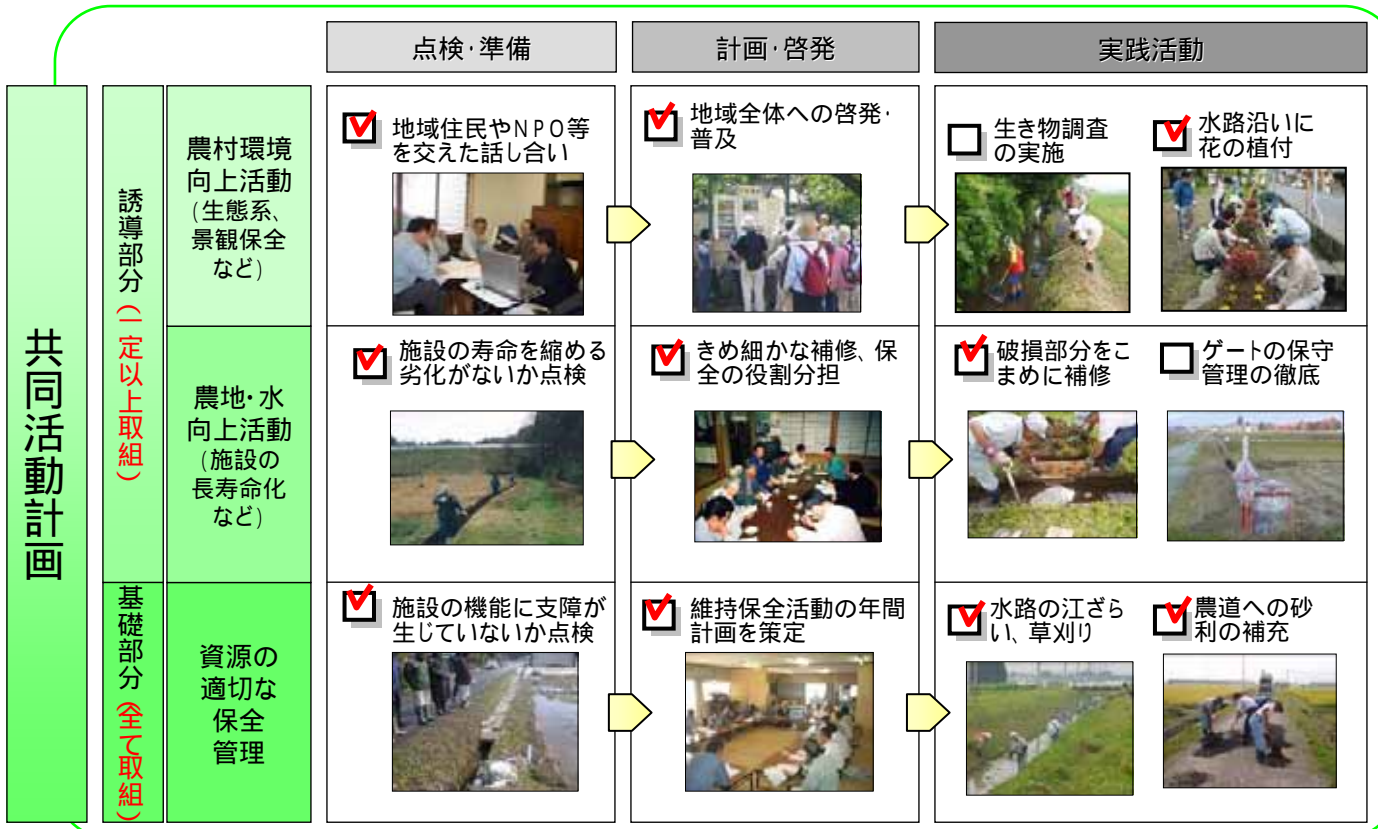 点検・準備
計画・啓発
実践活動
共同活動計画
誘導部分(一定以上取組)
農村環境
向上活動
(生態系、
景観保全
など)
地域住民やNPO等
を交えた話し合い
地域全体への啓発・
普及
生き物調査
の実施
水路沿いに
花の植付
農地・水
向上活動
(施設の
長寿命化
など)
施設の寿命を縮める
劣化がないか点検
きめ細かな補修、保
全の役割分担
破損部分をこ
まめに補修
ゲートの保守
管理の徹底
基礎部分(全て取組)
資源の
適切な
保全
管理
施設の機能に支障が
生じていないか点検
維持保全活動の年間
計画を策定
水路の江ざら
い、草刈り
農道への砂
利の補充